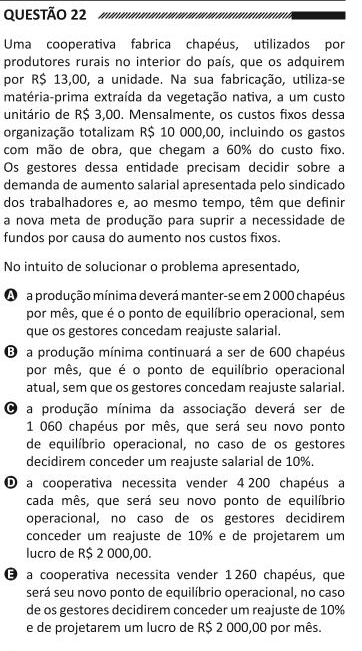 QUESTÃO 22
Uma cooperativa fabrica chapéus, utilizados por
produtores rurais no interior do país, que os adquirem
por R$ 13,00, a unidade. Na sua fabricação, utiliza-se
matéria-prima extraída da vegetação nativa, a um custo
unitário de R$ 3,00. Mensalmente, os custos fixos dessa
organização totalizam R$ 10 000,00, incluindo os gastos
com mão de obra, que chegam a 60% do custo fixo.
Os gestores dessa entidade precisam decidir sobre a
demanda de aumento salarial apresentada pelo sindicado
dos trabalhadores e, ao mesmo tempo, têm que definir
a nova meta de produção para suprir a necessidade de
fundos por causa do aumento nos custos fixos.
No intuito de solucionar o problema apresentado,
A a produção mínima deverá manter-se em 2 000 chapéus
por mês, que é o ponto de equilíbrio operacional, sem
que os gestores concedam reajuste salarial.
B a produção mínima continuará a ser de 600 chapéus
por mês, que é o ponto de equilíbrio operacional
atual, sem que os gestores concedam reajuste salarial.
C a produção mínima da associação deverá ser de
1 060 chapéus por mês, que será seu novo ponto
de equilíbrio operacional, no caso de os gestores
decidirem conceder um reajuste salarial de 10%.
D a cooperativa necessita vender 4 200 chapéus a
cada mês, que será seu novo ponto de equilíbrio
operacional, no caso de os gestores decidirem
conceder um reajuste de 10% e de projetarem um
lucro de R$ 2 000,00.
E a cooperativa necessita vender 1 260 chapéus, que
será seu novo ponto de equilíbrio operacional, no caso
de os gestores decidirem conceder um reajuste de 10%
e de projetarem um lucro de R$ 2 000,00 por mês.